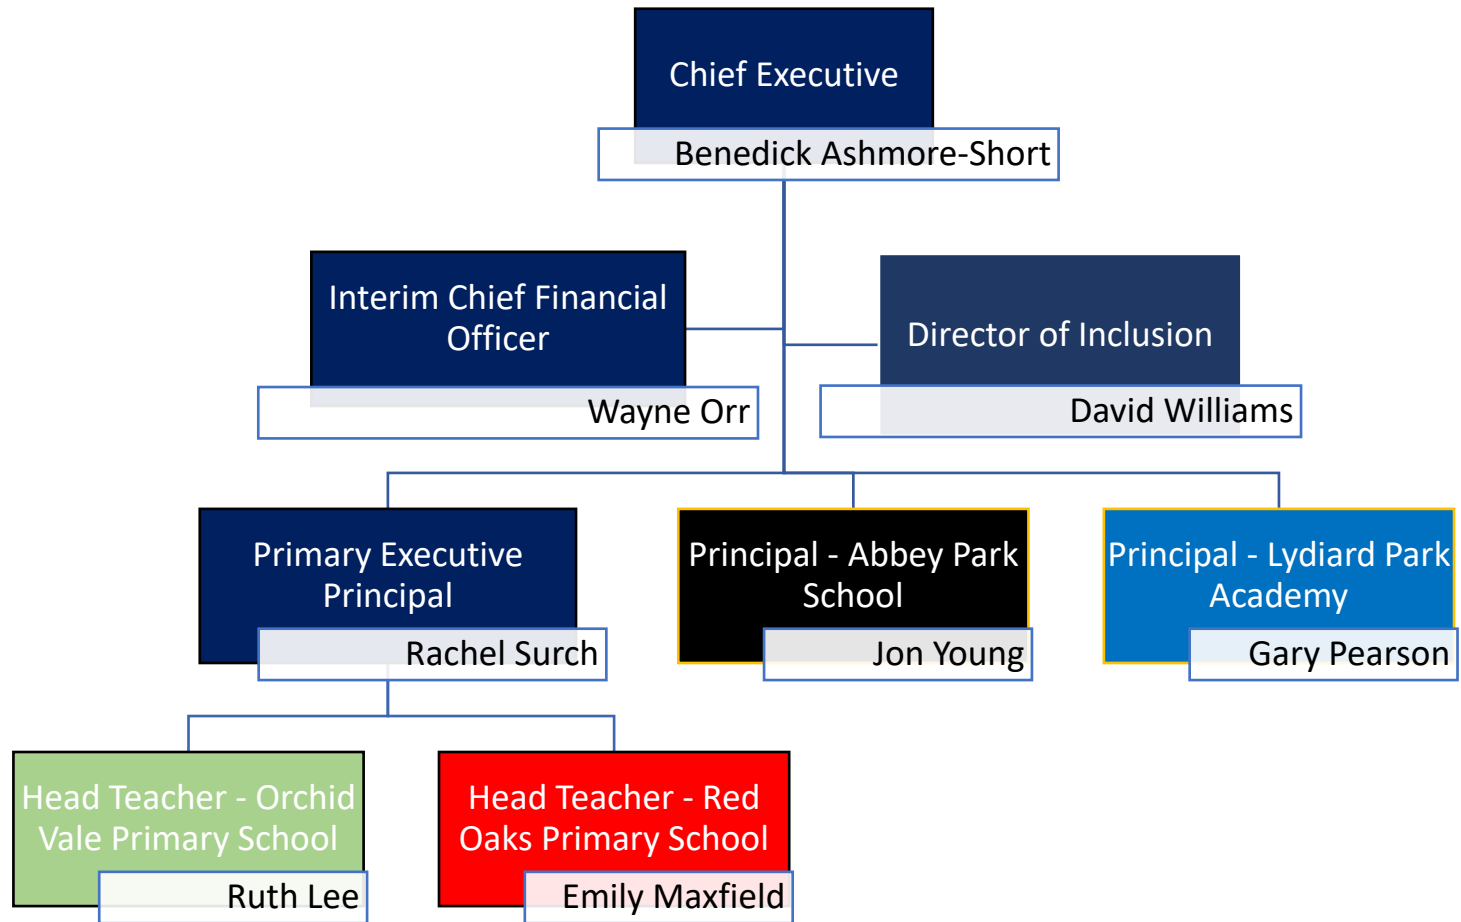 Chief Executive
Benedick Ashmore-Short
Interim Chief Financial
Officer
Wayne Orr
Director of Inclusion
David Williams
Primary Executive
Principal
Rachel Surch
Principal - Abbey Park
School
Jon Young
Principal - Lydiard Park
Academy
Gary Pearson
Head Teacher - Orchid
Vale Primary School
Ruth Lee
Head Teacher - Red
Oaks Primary School
Emily Maxfield